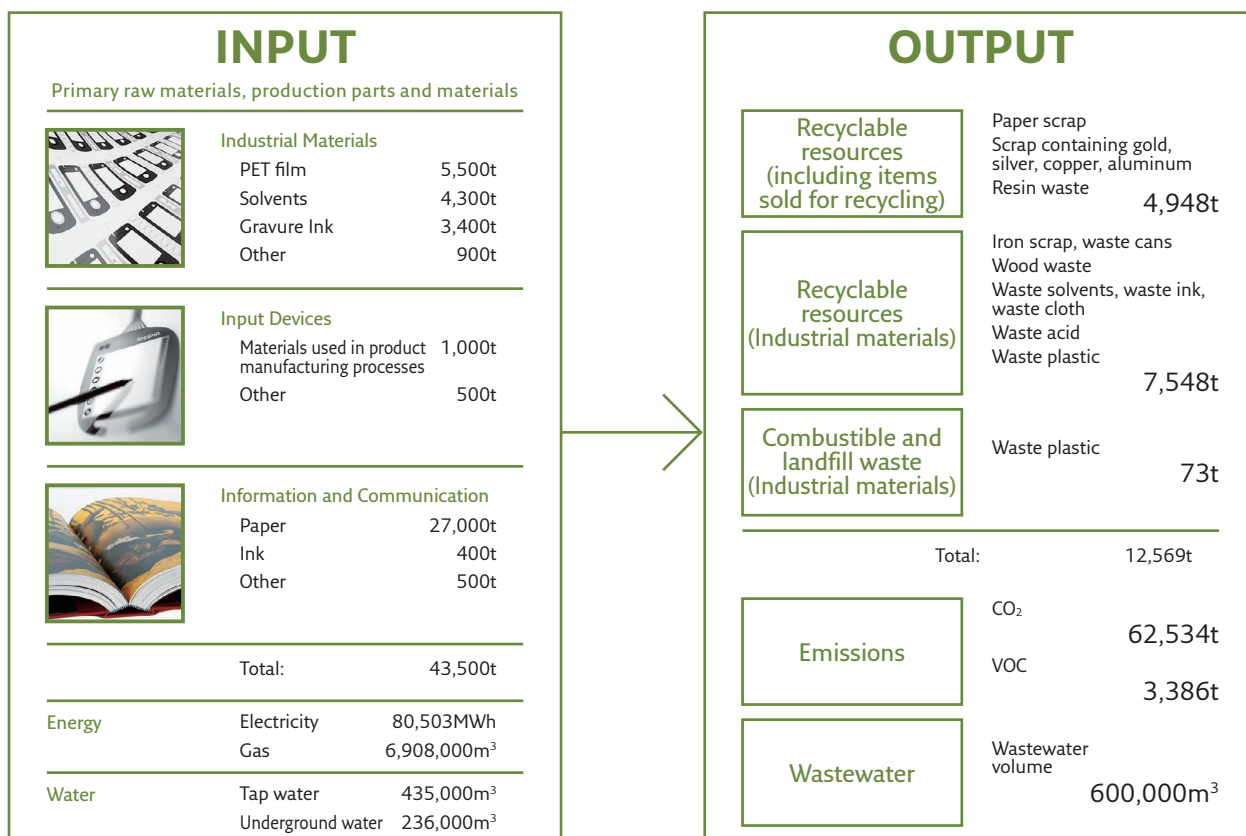 INPUT
Primary raw materials, production parts and materials
Industrial Materials
PET film 5,500t
Solvents 4,300t
Gravure Ink 3,400t
Other 900t
Input Devices
Materials used in product 1,000t
manufacturing processes
Other 500t
Information and Communication
Paper 27,000t
Ink 400t
Other 500t
Total: 43,500t
Energy Electricity 80,503MWh
Gas 6,908,000m³
Water Tap water 435,000m³
Underground water 236,000m³
OUTPUT
Recyclable
resources
(including items
sold for recycling)
Paper scrap
Scrap containing gold,
silver, copper, aluminum
Resin waste
4,948t
Recyclable
resources
(Industrial materials)
Iron scrap, waste cans
Wood waste
Waste solvents, waste ink,
waste cloth
Waste acid
Waste plastic
7,548t
Combustible and
landfill waste
(Industrial materials)
Waste plastic
73t
Total: 12,569t
Emissions
CO₂
62,534t
VOC
3,386t
Wastewater
Wastewater
volume
600,000m³